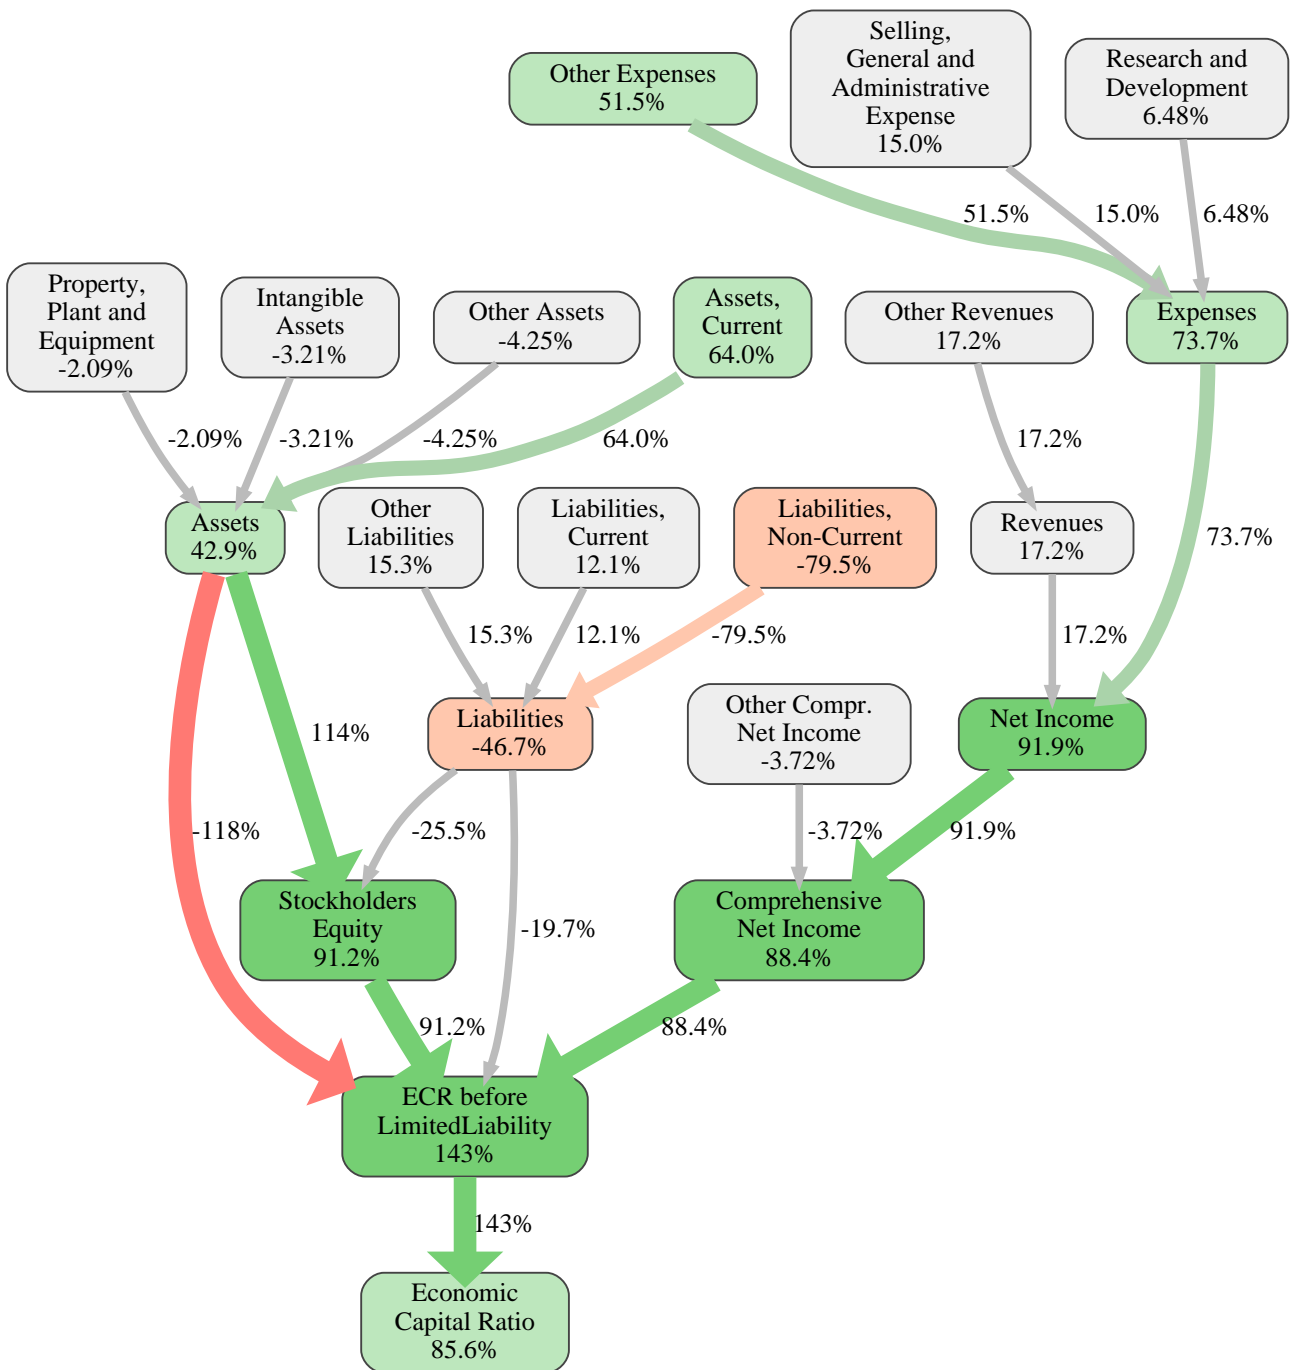 Other Expenses
51.5%
Selling,
General and
Administrative
Expense
15.0%
Research and
Development
6.48%
51.5%
15.0%
6.48%
Property,
Plant and
Equipment
-2.09%
Intangible
Assets
-3.21%
Other Assets
-4.25%
Assets,
Current
64.0%
Other Revenues
17.2%
Expenses
73.7%
-2.09%
-3.21%
-4.25%
64.0%
17.2%
Assets
42.9%
Other
Liabilities
15.3%
Liabilities,
Current
12.1%
Liabilities,
Non-Current
-79.5%
Revenues
17.2%
73.7%
15.3%
12.1%
-79.5%
17.2%
114%
Liabilities
-46.7%
Other Compr.
Net Income
-3.72%
Net Income
91.9%
-118%
-25.5%
-3.72%
91.9%
Stockholders
Equity
91.2%
-19.7%
Comprehensive
Net Income
88.4%
91.2%
88.4%
ECR before
LimitedLiability
143%
143%
Economic
Capital Ratio
85.6%